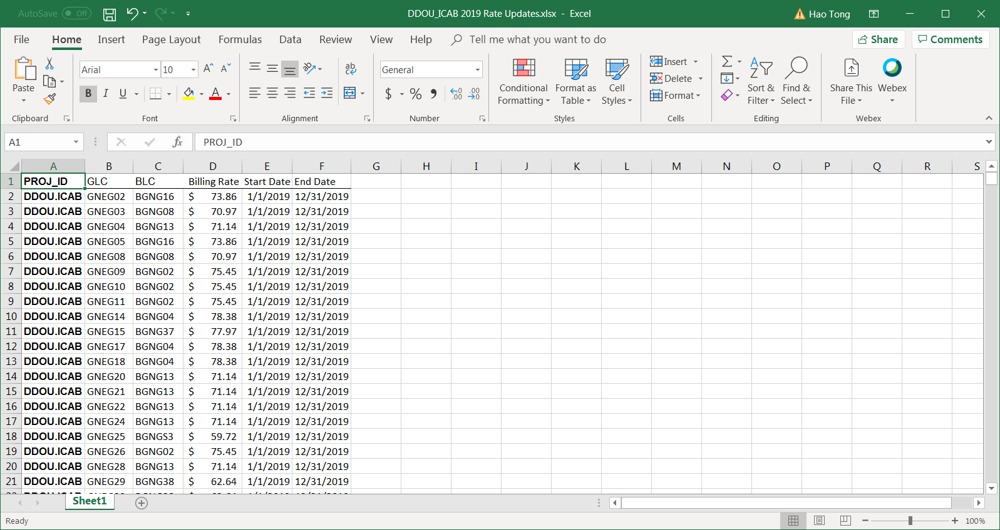 AutoSave Off DDOU_ICAB 2019 Rate Updates.xlsx - Excel Hao Tong
File Home Insert Page Layout Formulas Data Review View Help Tell me what you want to do Share Comments
Arial 10 ab General Insert Delete Format
Paste B I U A $ % Conditional Formatting Format as Table Cell Styles Sort & Filter Find & Select Share This File Webex
Clipboard Font Alignment Number Styles Cells Editing Webex
A1 fx PROJ_ID
A B C D E F G H I J K L M N O P Q R S
1 PROJ_ID GLC BLC Billing Rate Start Date End Date
2 DDOU.ICAB GNEG02 BGNG16 $ 73.86 1/1/2019 12/31/2019
3 DDOU.ICAB GNEG03 BGNG08 $ 70.97 1/1/2019 12/31/2019
4 DDOU.ICAB GNEG04 BGNG13 $ 71.14 1/1/2019 12/31/2019
5 DDOU.ICAB GNEG05 BGNG16 $ 73.86 1/1/2019 12/31/2019
6 DDOU.ICAB GNEG08 BGNG08 $ 70.97 1/1/2019 12/31/2019
7 DDOU.ICAB GNEG09 BGNG02 $ 75.45 1/1/2019 12/31/2019
8 DDOU.ICAB GNEG10 BGNG02 $ 75.45 1/1/2019 12/31/2019
9 DDOU.ICAB GNEG11 BGNG02 $ 75.45 1/1/2019 12/31/2019
10 DDOU.ICAB GNEG14 BGNG04 $ 78.38 1/1/2019 12/31/2019
11 DDOU.ICAB GNEG15 BGNG37 $ 77.97 1/1/2019 12/31/2019
12 DDOU.ICAB GNEG17 BGNG04 $ 78.38 1/1/2019 12/31/2019
13 DDOU.ICAB GNEG18 BGNG04 $ 78.38 1/1/2019 12/31/2019
14 DDOU.ICAB GNEG20 BGNG13 $ 71.14 1/1/2019 12/31/2019
15 DDOU.ICAB GNEG21 BGNG13 $ 71.14 1/1/2019 12/31/2019
16 DDOU.ICAB GNEG22 BGNG13 $ 71.14 1/1/2019 12/31/2019
17 DDOU.ICAB GNEG24 BGNG13 $ 71.14 1/1/2019 12/31/2019
18 DDOU.ICAB GNEG25 BGNGS3 $ 59.72 1/1/2019 12/31/2019
19 DDOU.ICAB GNEG26 BGNG02 $ 75.45 1/1/2019 12/31/2019
20 DDOU.ICAB GNEG28 BGNG13 $ 71.14 1/1/2019 12/31/2019
21 DDOU.ICAB GNEG29 BGNG38 $ 62.64 1/1/2019 12/31/2019
Sheet1
Ready 100%